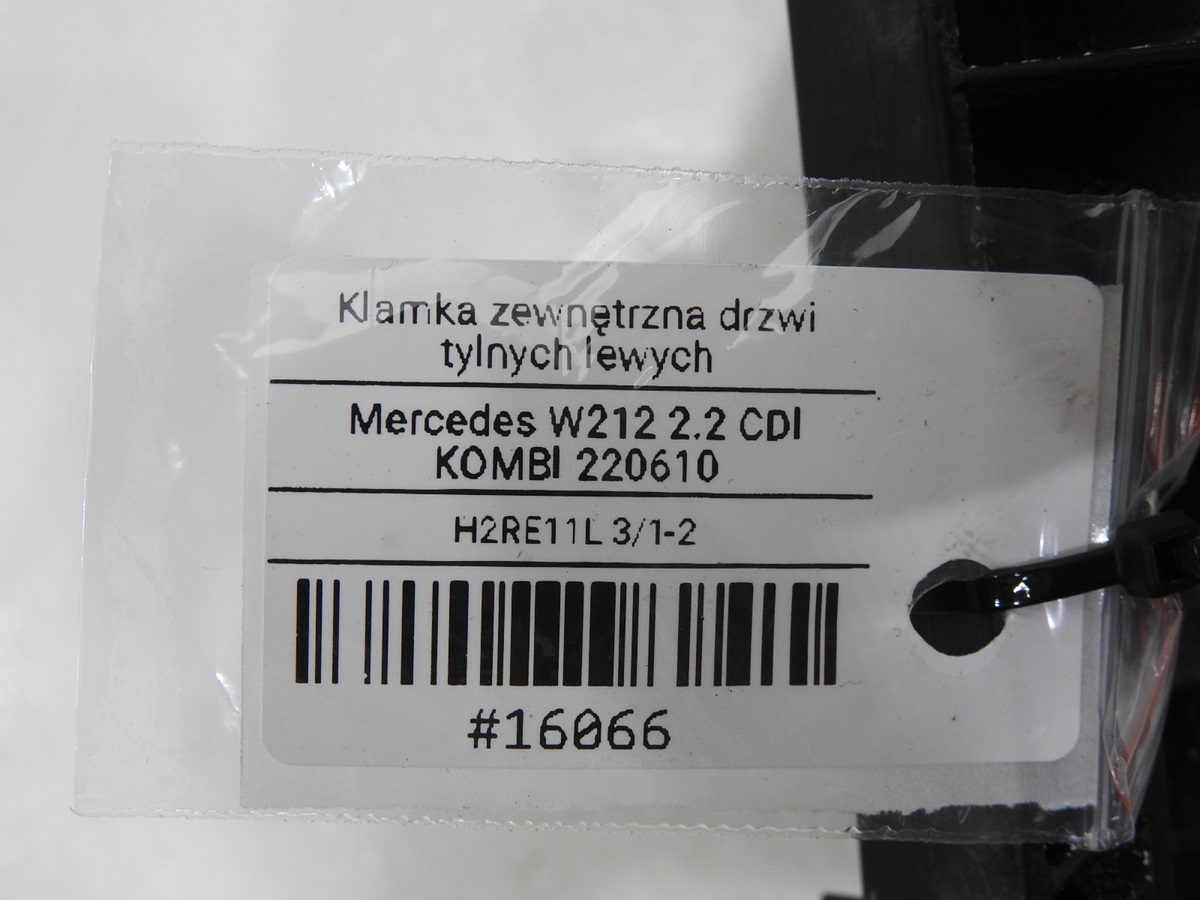 Klamka zewnętrzna drzwi
tylnych lewych
Mercedes W212 2.2 CDI
KOMBI 220610
H2RE11L 3/1-2
#16066